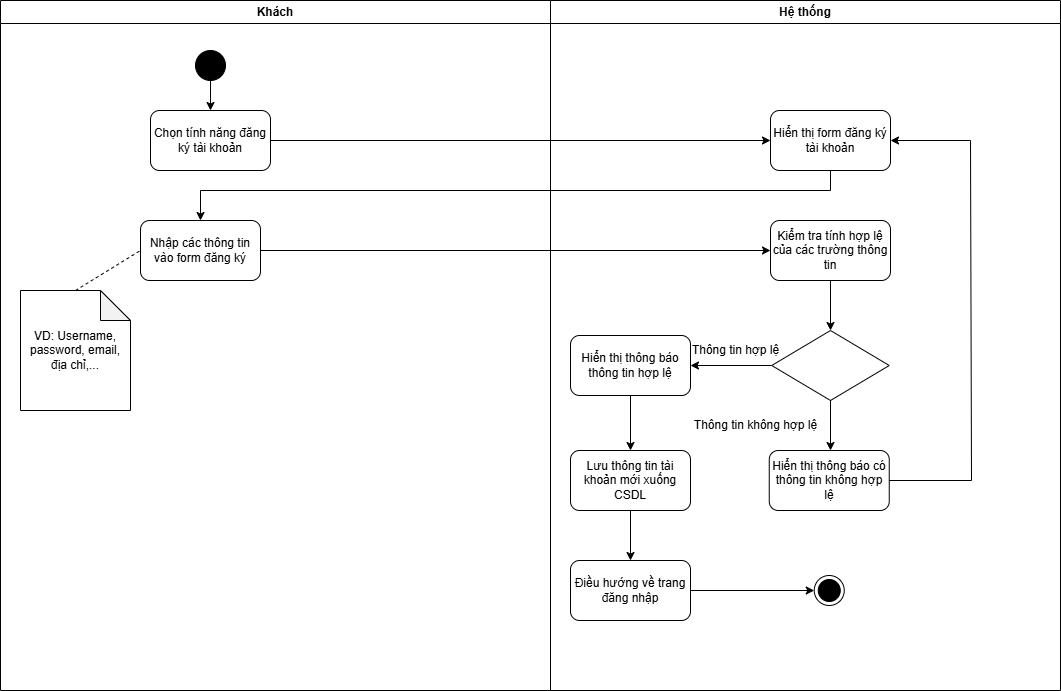 Khách
Hệ thống
Chọn tính năng đăng
ký tài khoản
Hiển thị form đăng ký
tài khoản
Nhập các thông tin
vào form đăng ký
Kiểm tra tính hợp lệ
của các trường thông
tin
VD: Username,
password, email,
địa chỉ,...
Thông tin hợp lệ
Hiển thị thông báo
thông tin hợp lệ
Thông tin không hợp lệ
Lưu thông tin tài
khoản mới xuống
CSDL
Hiển thị thông báo có
thông tin không hợp
lệ
Điều hướng về trang
đăng nhập